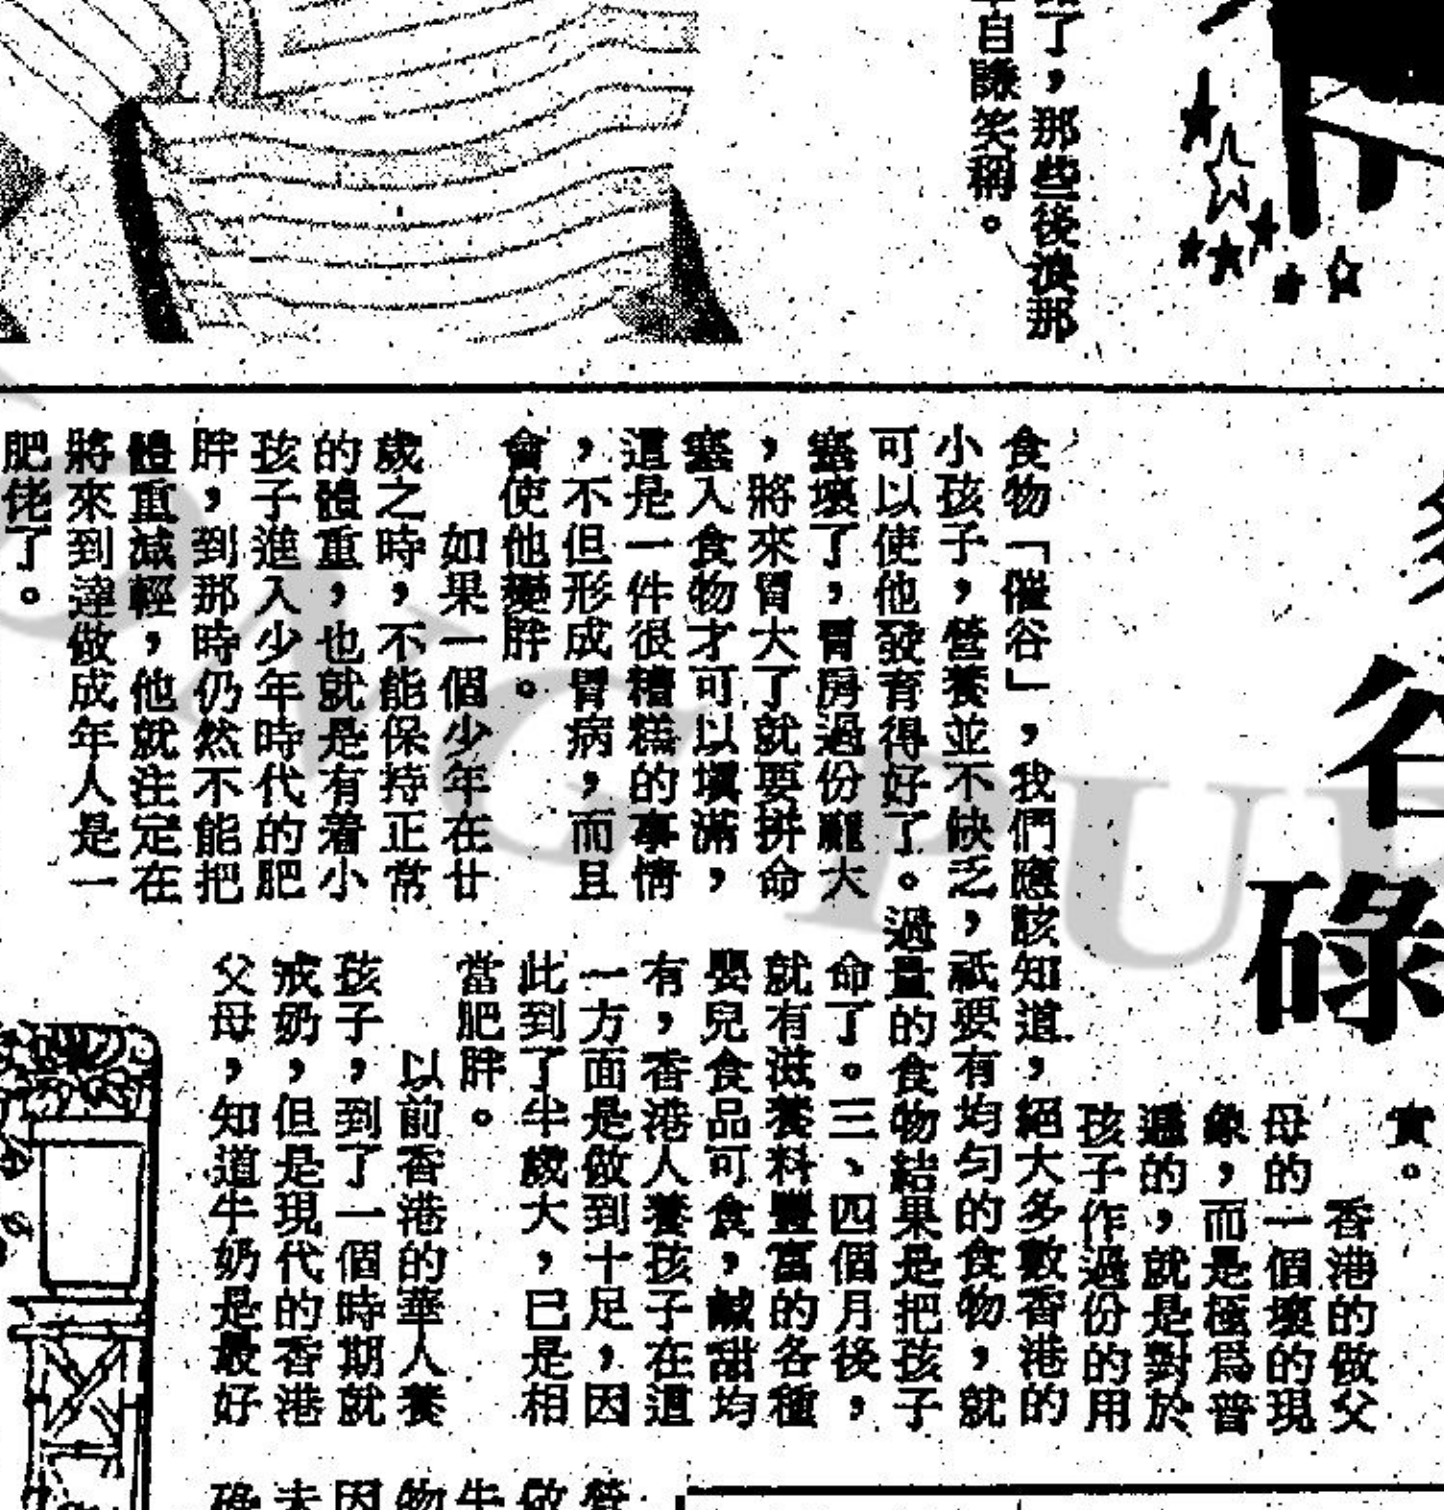 了，那些後浪那
自謙笑稱。
谷
碌
實。
香港的做父
母的一個壞的現
象，而是極爲普
遍的，就是對於
孩子作過份的用
食物「催谷」，我們應該知道，絕大多數香港的
小孩子，營養並不缺乏，祇要有均勻的食物，就
可以使他發育得好了。過量的食物結果是把孩子
塞壞了，胃房過份龐大
，將來胃大了就要拼命
塞入食物才可以塡滿，
這是一件很糟糕的事情
，不但形成胃病，而且
會使他變胖。
如果一個少年在廿
歲之時，不能保持正常
的體重，也就是有着小
孩子進入少年時代的肥
胖，到那時仍然不能把
體重減輕，他就注定在
將來到達做成年人是一
肥佬了。
命了。三、四個月後，
就有滋養料豐富的各種
嬰兒食品可食，鹹甜均
有，香港人養孩子在這
一方面是做到十足，因
此到了半歲大，已是相
當肥胖。
以前香港的華人養
孩子，到了一個時期就
戒奶，但是現代的香港
父母，知道牛奶是最好